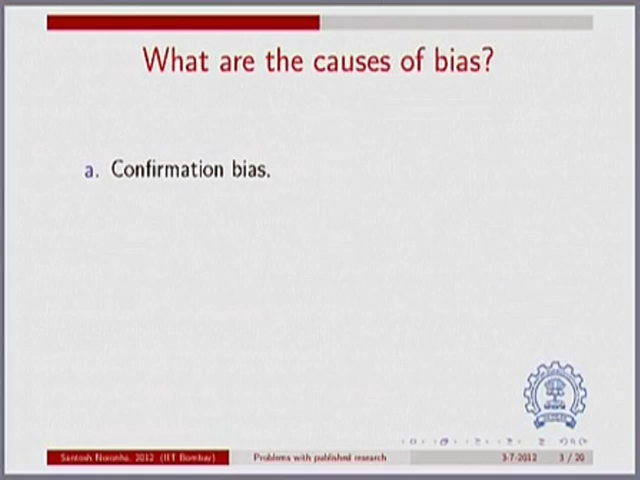 What are the causes of bias?
a. Confirmation bias.
Santosh Noronha, 2012 (IIT Bombay) Problems with published research 3-7-2012 3 / 20